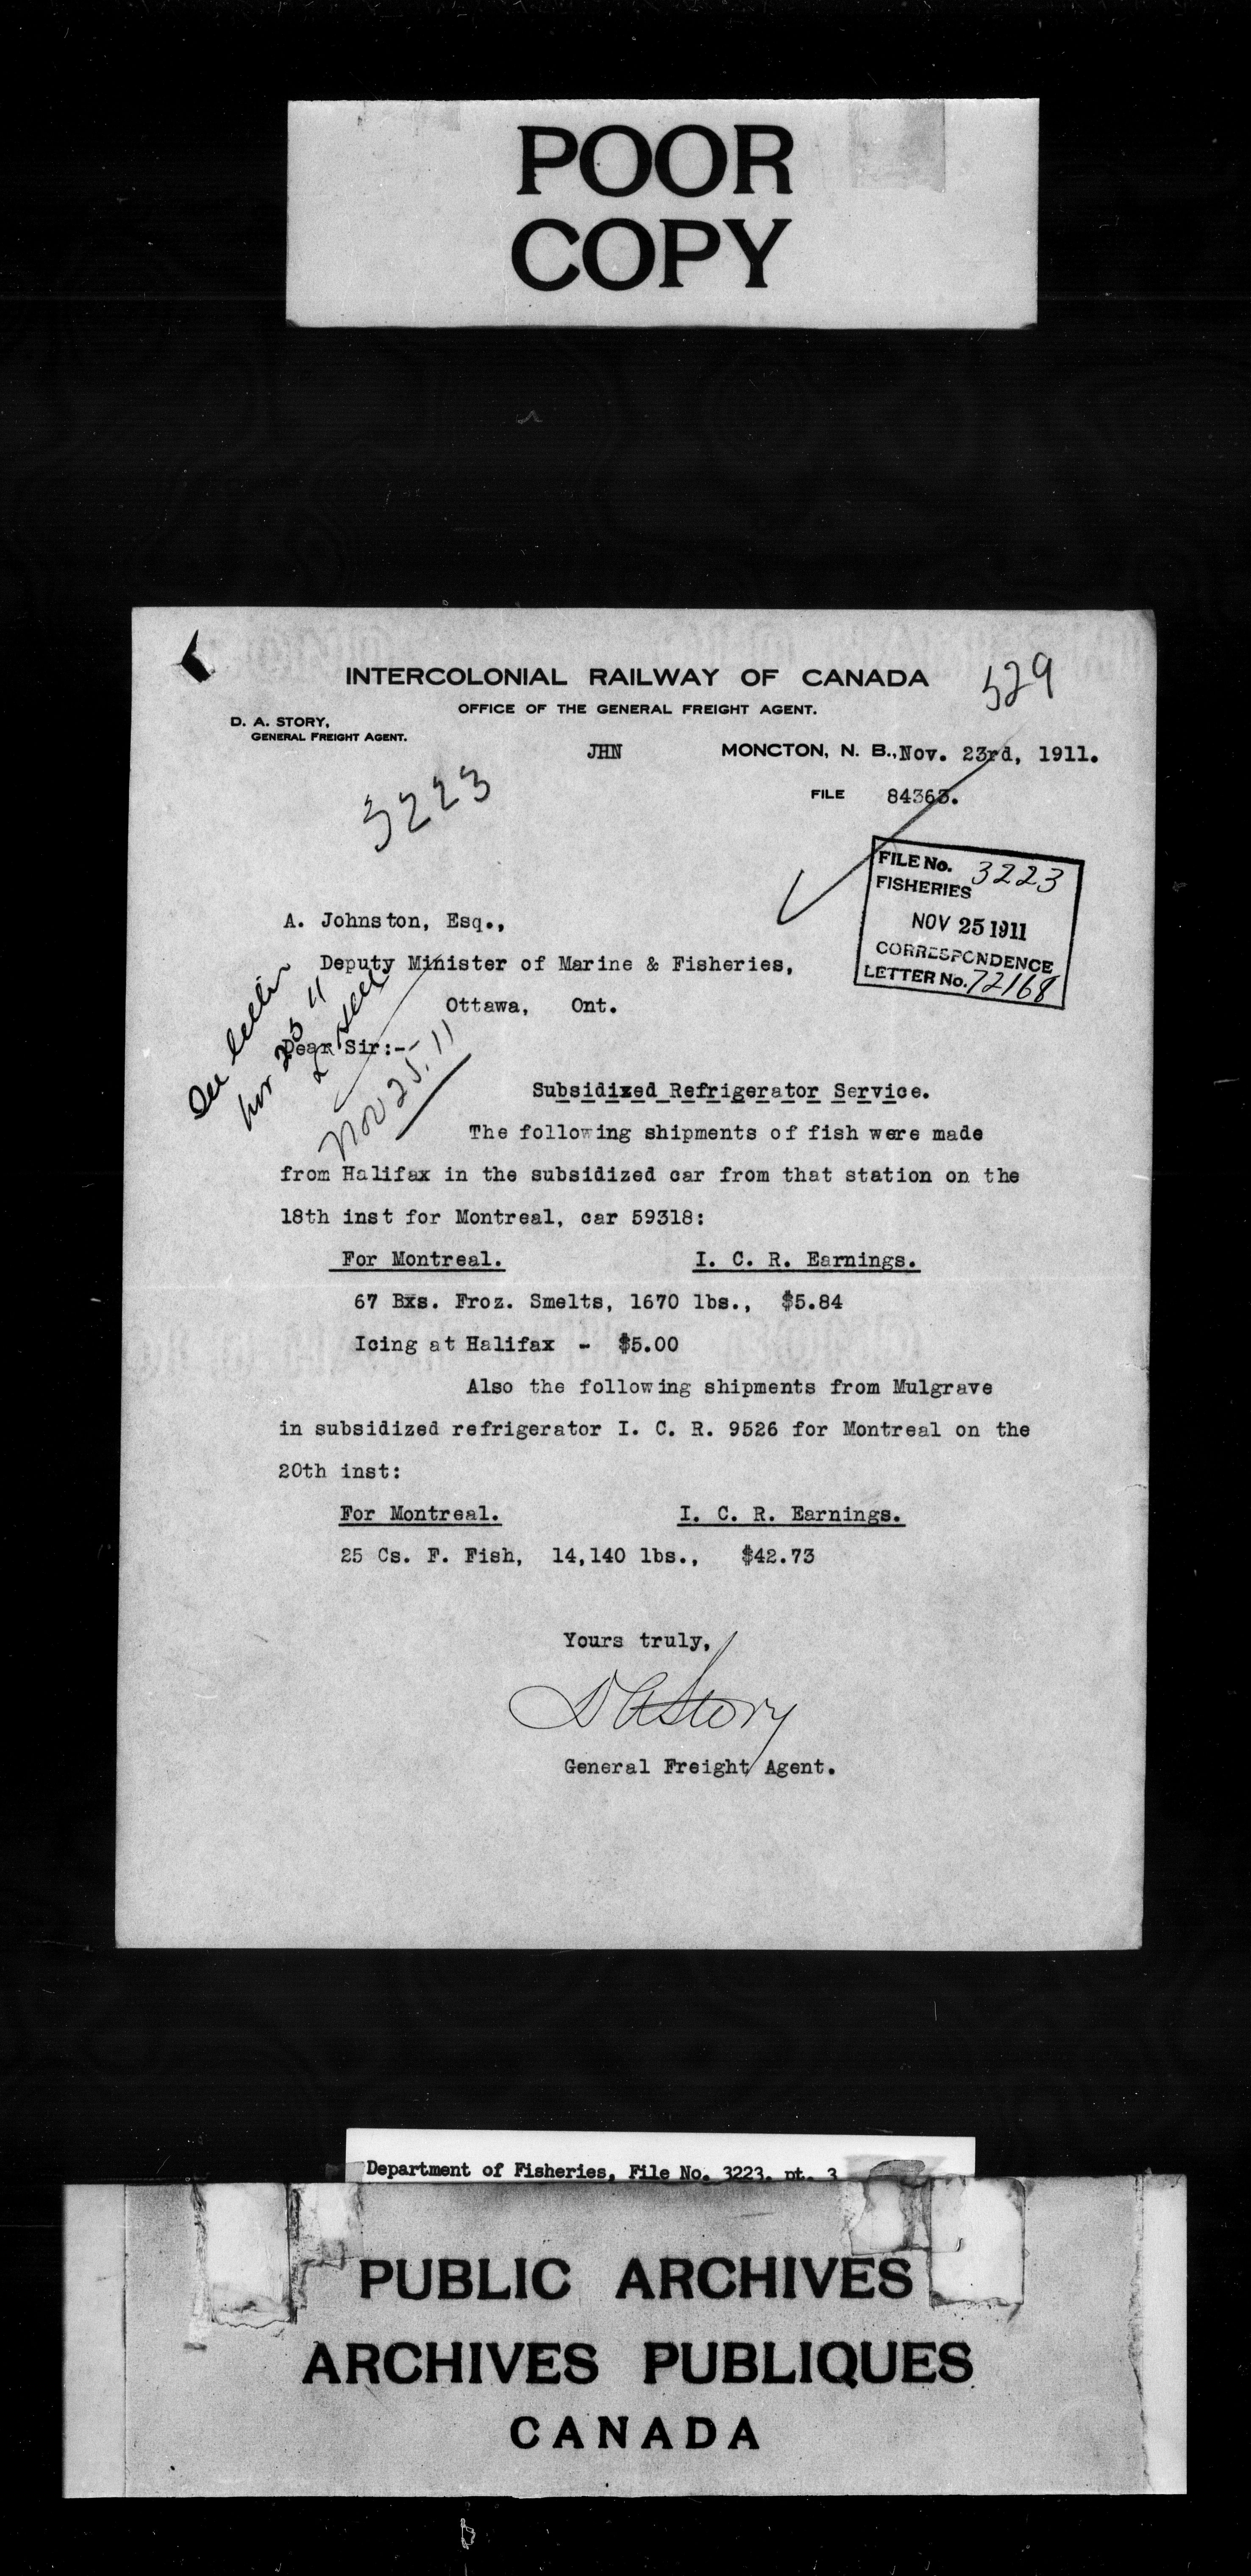 POOR
COPY
INTERCOLONIAL RAILWAY OF CANADA
529
OFFICE OF THE GENERAL FREIGHT AGENT.
D. A. STORY,
GENERAL FREIGHT AGENT.
JHN
MONCTON, N. B., Nov. 23rd, 1911.
3223
FILE 84363.
FILE No. 3223
FISHERIES
NOV 25 1911
CORRESPONDENCE
LETTER No. 72168
A. Johnston, Esq.,
Deputy Minister of Marine & Fisheries,
Ottawa, Ont.
Dear Sir:-
See letter
Nov 25 11
Nov 25. 11
Subsidized Refrigerator Service.
The following shipments of fish were made
from Halifax in the subsidized car from that station on the
18th inst for Montreal, car 59318:
For Montreal. I. C. R. Earnings.
67 Bxs. Froz. Smelts, 1670 lbs., $5.84
Icing at Halifax - $5.00
Also the following shipments from Mulgrave
in subsidized refrigerator I. C. R. 9526 for Montreal on the
20th inst:
For Montreal. I. C. R. Earnings.
25 Cs. F. Fish, 14,140 lbs., $42.73
Yours truly,
D A Story
General Freight Agent.
Department of Fisheries, File No. 3223, pt. 3
PUBLIC ARCHIVES
ARCHIVES PUBLIQUES
CANADA